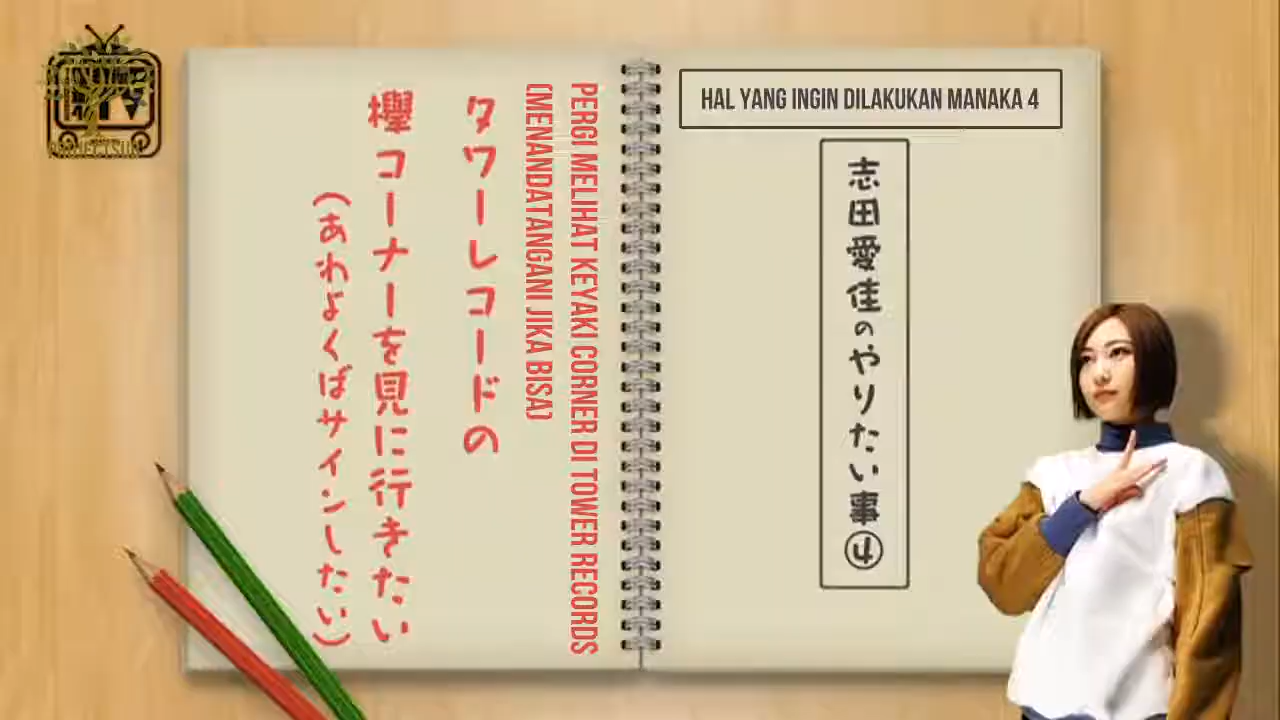 HAL YANG INGIN DILAKUKAN MANAKA 4
志田愛佳のやりたい事④
PERGI MELIHAT KEYAKI CORNER DI TOWER RECORDS
(MENANDATANGANI JIKA BISA)
タワーレコードの
欅コーナーを見に行きたい
(あわよくばサインしたい)